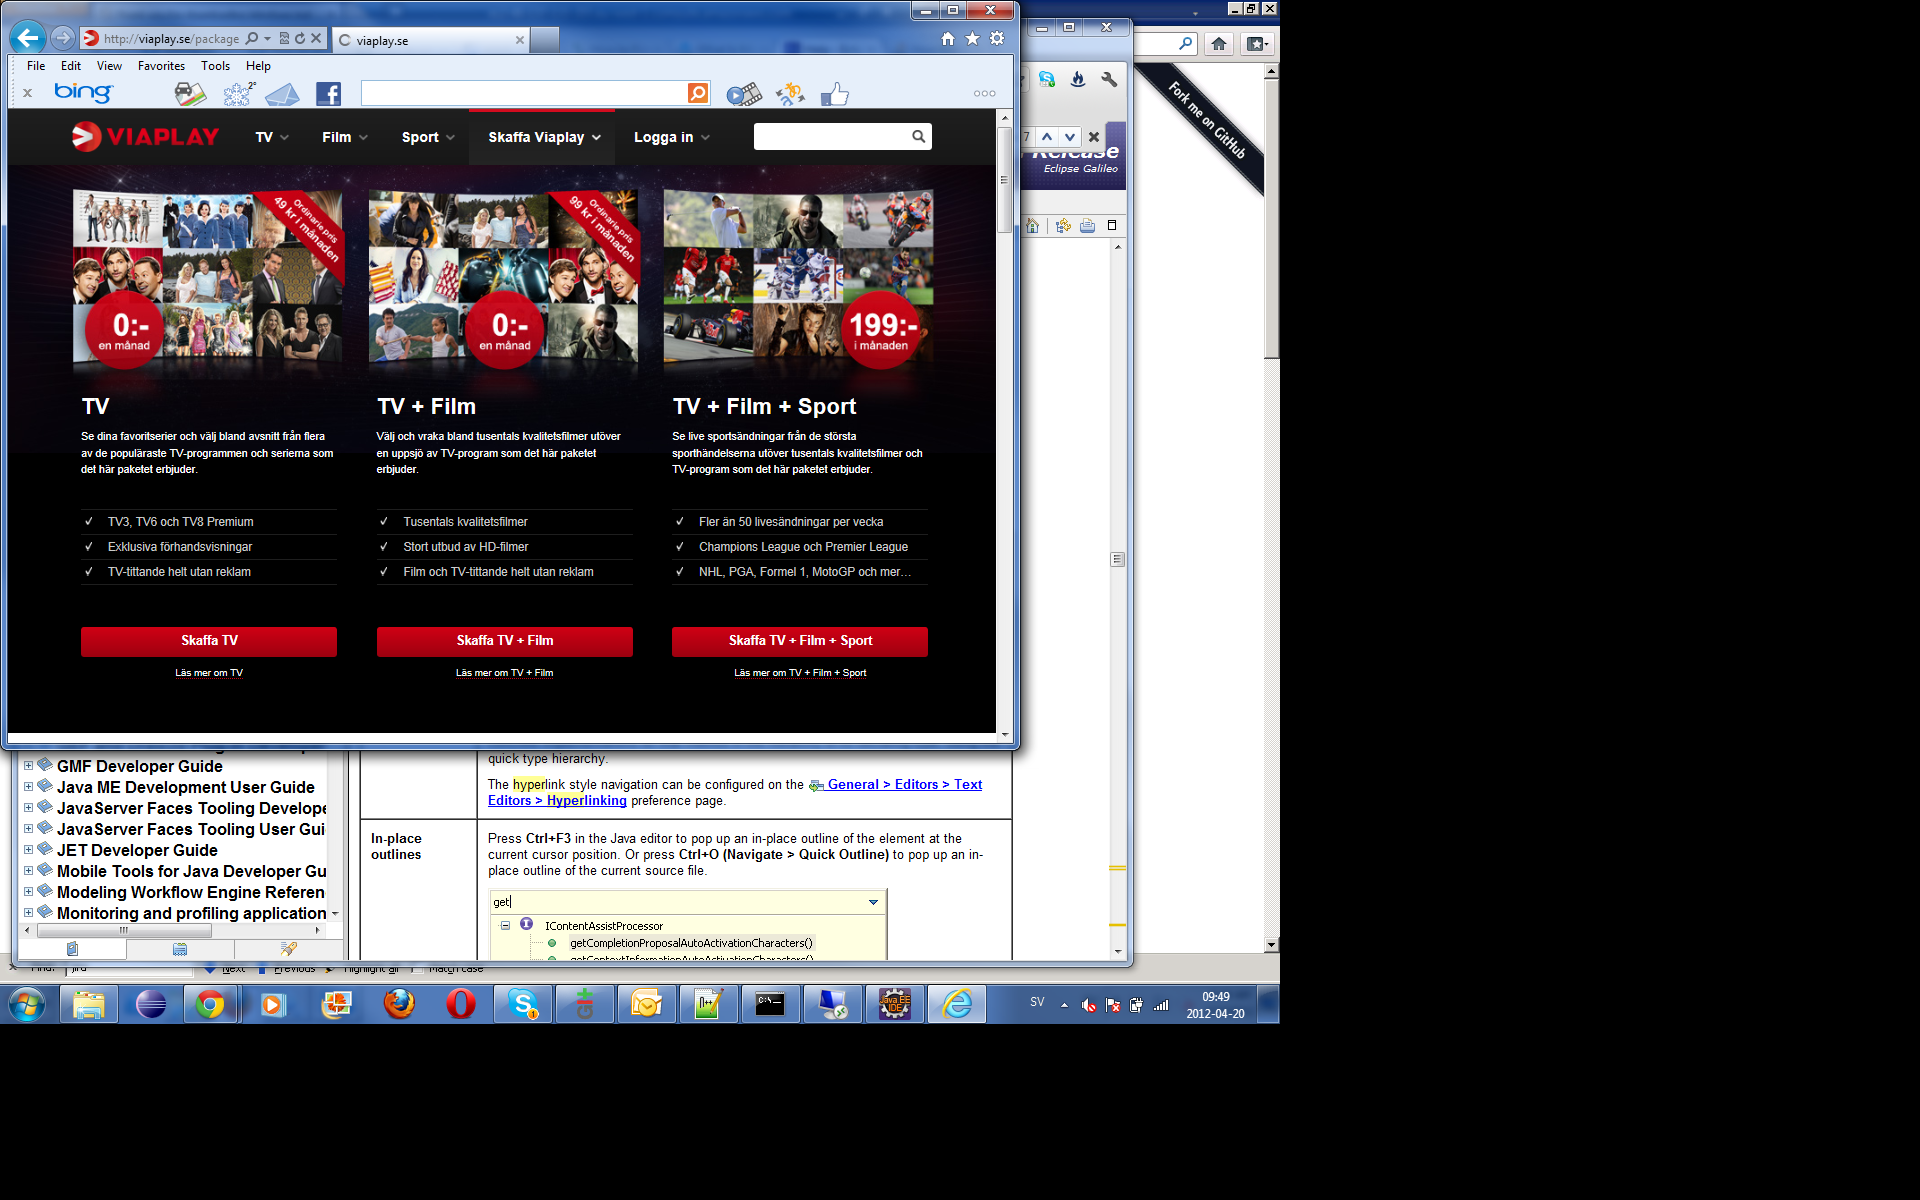 http://viaplay.se/package
viaplay.se
File Edit View Favorites Tools Help
bing
2°
VIAPLAY
TV Film Sport Skaffa Viaplay Logga in
Ordinarie pris
49 kr i månaden
0:-
en månad
Ordinarie pris
99 kr i månaden
0:-
en månad
199:-
i månaden
TV
Se dina favoritserier och välj bland avsnitt från flera
av de populäraste TV-programmen och serierna som
det här paketet erbjuder.
✓ TV3, TV6 och TV8 Premium
✓ Exklusiva förhandsvisningar
✓ TV-tittande helt utan reklam
Skaffa TV
Läs mer om TV
TV + Film
Välj och vraka bland tusentals kvalitetsfilmer utöver
en uppsjö av TV-program som det här paketet
erbjuder.
✓ Tusentals kvalitetsfilmer
✓ Stort utbud av HD-filmer
✓ Film och TV-tittande helt utan reklam
Skaffa TV + Film
Läs mer om TV + Film
TV + Film + Sport
Se live sportsändningar från de största
sporthändelserna utöver tusentals kvalitetsfilmer och
TV-program som det här paketet erbjuder.
✓ Fler än 50 livesändningar per vecka
✓ Champions League och Premier League
✓ NHL, PGA, Formel 1, MotoGP och mer...
Skaffa TV + Film + Sport
Läs mer om TV + Film + Sport
7
Release
Eclipse Galileo
Fork me on GitHub
GMF Developer Guide
Java ME Development User Guide
JavaServer Faces Tooling Develope
JavaServer Faces Tooling User Gui
JET Developer Guide
Mobile Tools for Java Developer Gu
Modeling Workflow Engine Referen
Monitoring and profiling application
quick type hierarchy.
The hyperlink style navigation can be configured on the General > Editors > Text
Editors > Hyperlinking preference page.
In-place
outlines
Press Ctrl+F3 in the Java editor to pop up an in-place outline of the element at the
current cursor position. Or press Ctrl+O (Navigate > Quick Outline) to pop up an in-
place outline of the current source file.
get
IContentAssistProcessor
getCompletionProposalAutoActivationCharacters()
getContextInformationAutoActivationCharacters()
Find: jira Next Previous Highlight all Match case
git
Java EE
IDE
SV
09:49
2012-04-20